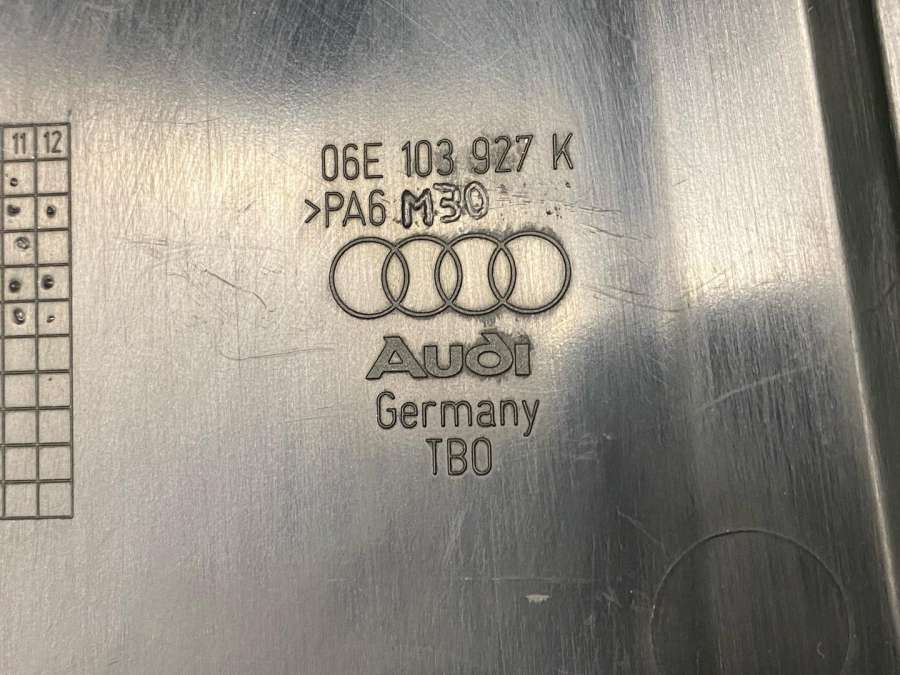 11 12
06E 103 927 K
>PA6 M30
Audi
Germany
TBO